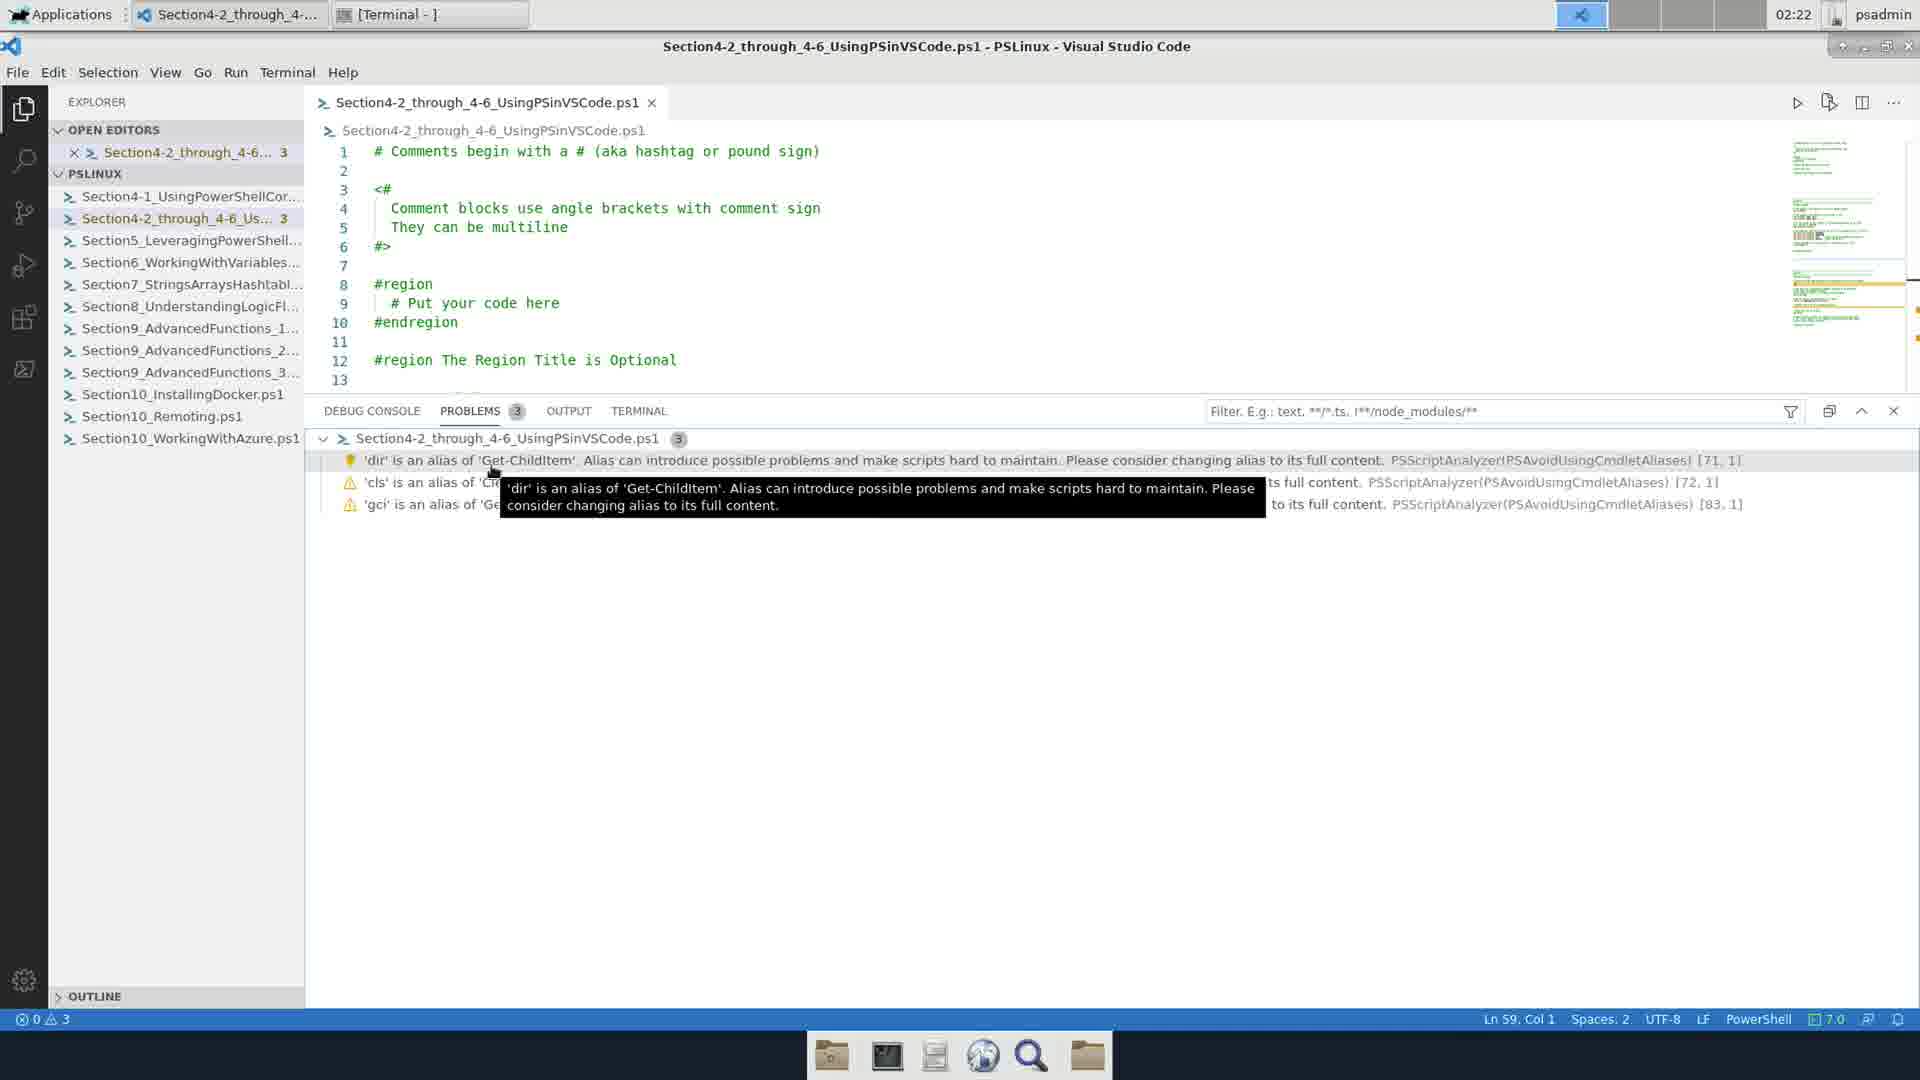 Applications
Section4-2_through_4-...
[Terminal - ]
02:22
psadmin
Section4-2_through_4-6_UsingPSinVSCode.ps1 - PSLinux - Visual Studio Code
File Edit Selection View Go Run Terminal Help
EXPLORER
OPEN EDITORS
Section4-2_through_4-6... 3
PSLINUX
Section4-1_UsingPowerShellCor...
Section4-2_through_4-6_Us... 3
Section5_LeveragingPowerShell...
Section6_WorkingWithVariables...
Section7_StringsArraysHashtabl...
Section8_UnderstandingLogicFl...
Section9_AdvancedFunctions_1...
Section9_AdvancedFunctions_2...
Section9_AdvancedFunctions_3...
Section10_InstallingDocker.ps1
Section10_Remoting.ps1
Section10_WorkingWithAzure.ps1
OUTLINE
Section4-2_through_4-6_UsingPSinVSCode.ps1
Section4-2_through_4-6_UsingPSinVSCode.ps1
1 # Comments begin with a # (aka hashtag or pound sign)
2
3 <#
4 Comment blocks use angle brackets with comment sign
5 They can be multiline
6 #>
7
8 #region
9 # Put your code here
10 #endregion
11
12 #region The Region Title is Optional
13
DEBUG CONSOLE PROBLEMS 3 OUTPUT TERMINAL
Filter. E.g.: text, **/*.ts, !**/node_modules/**
Section4-2_through_4-6_UsingPSinVSCode.ps1 3
'dir' is an alias of 'Get-ChildItem'. Alias can introduce possible problems and make scripts hard to maintain. Please consider changing alias to its full content. PSScriptAnalyzer(PSAvoidUsingCmdletAliases) [71, 1]
'cls' is an alias of 'Cle ts full content. PSScriptAnalyzer(PSAvoidUsingCmdletAliases) [72, 1]
'dir' is an alias of 'Get-ChildItem'. Alias can introduce possible problems and make scripts hard to maintain. Please
consider changing alias to its full content.
'gci' is an alias of 'Ge to its full content. PSScriptAnalyzer(PSAvoidUsingCmdletAliases) [83, 1]
0 3
Ln 59, Col 1 Spaces: 2 UTF-8 LF PowerShell 7.0